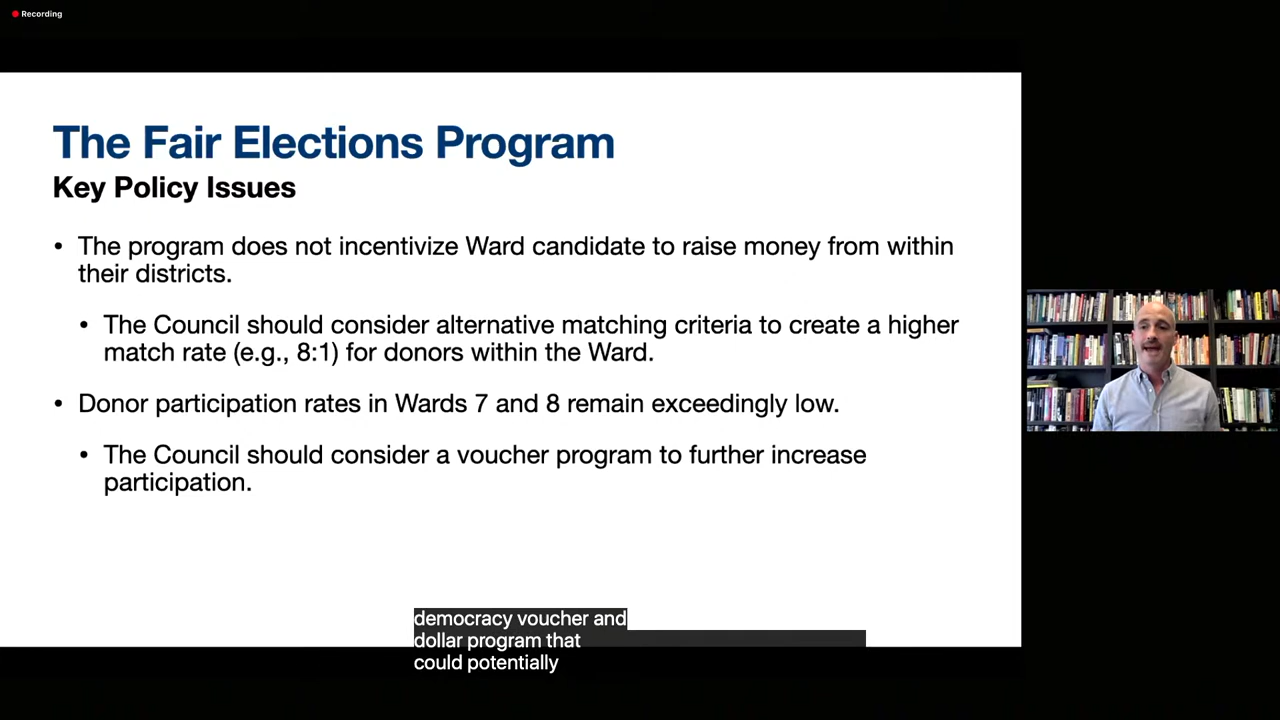 Recording
The Fair Elections Program
Key Policy Issues
• The program does not incentivize Ward candidate to raise money from within
their districts.
• The Council should consider alternative matching criteria to create a higher
match rate (e.g., 8:1) for donors within the Ward.
• Donor participation rates in Wards 7 and 8 remain exceedingly low.
• The Council should consider a voucher program to further increase
participation.
democracy voucher and
dollar program that
could potentially